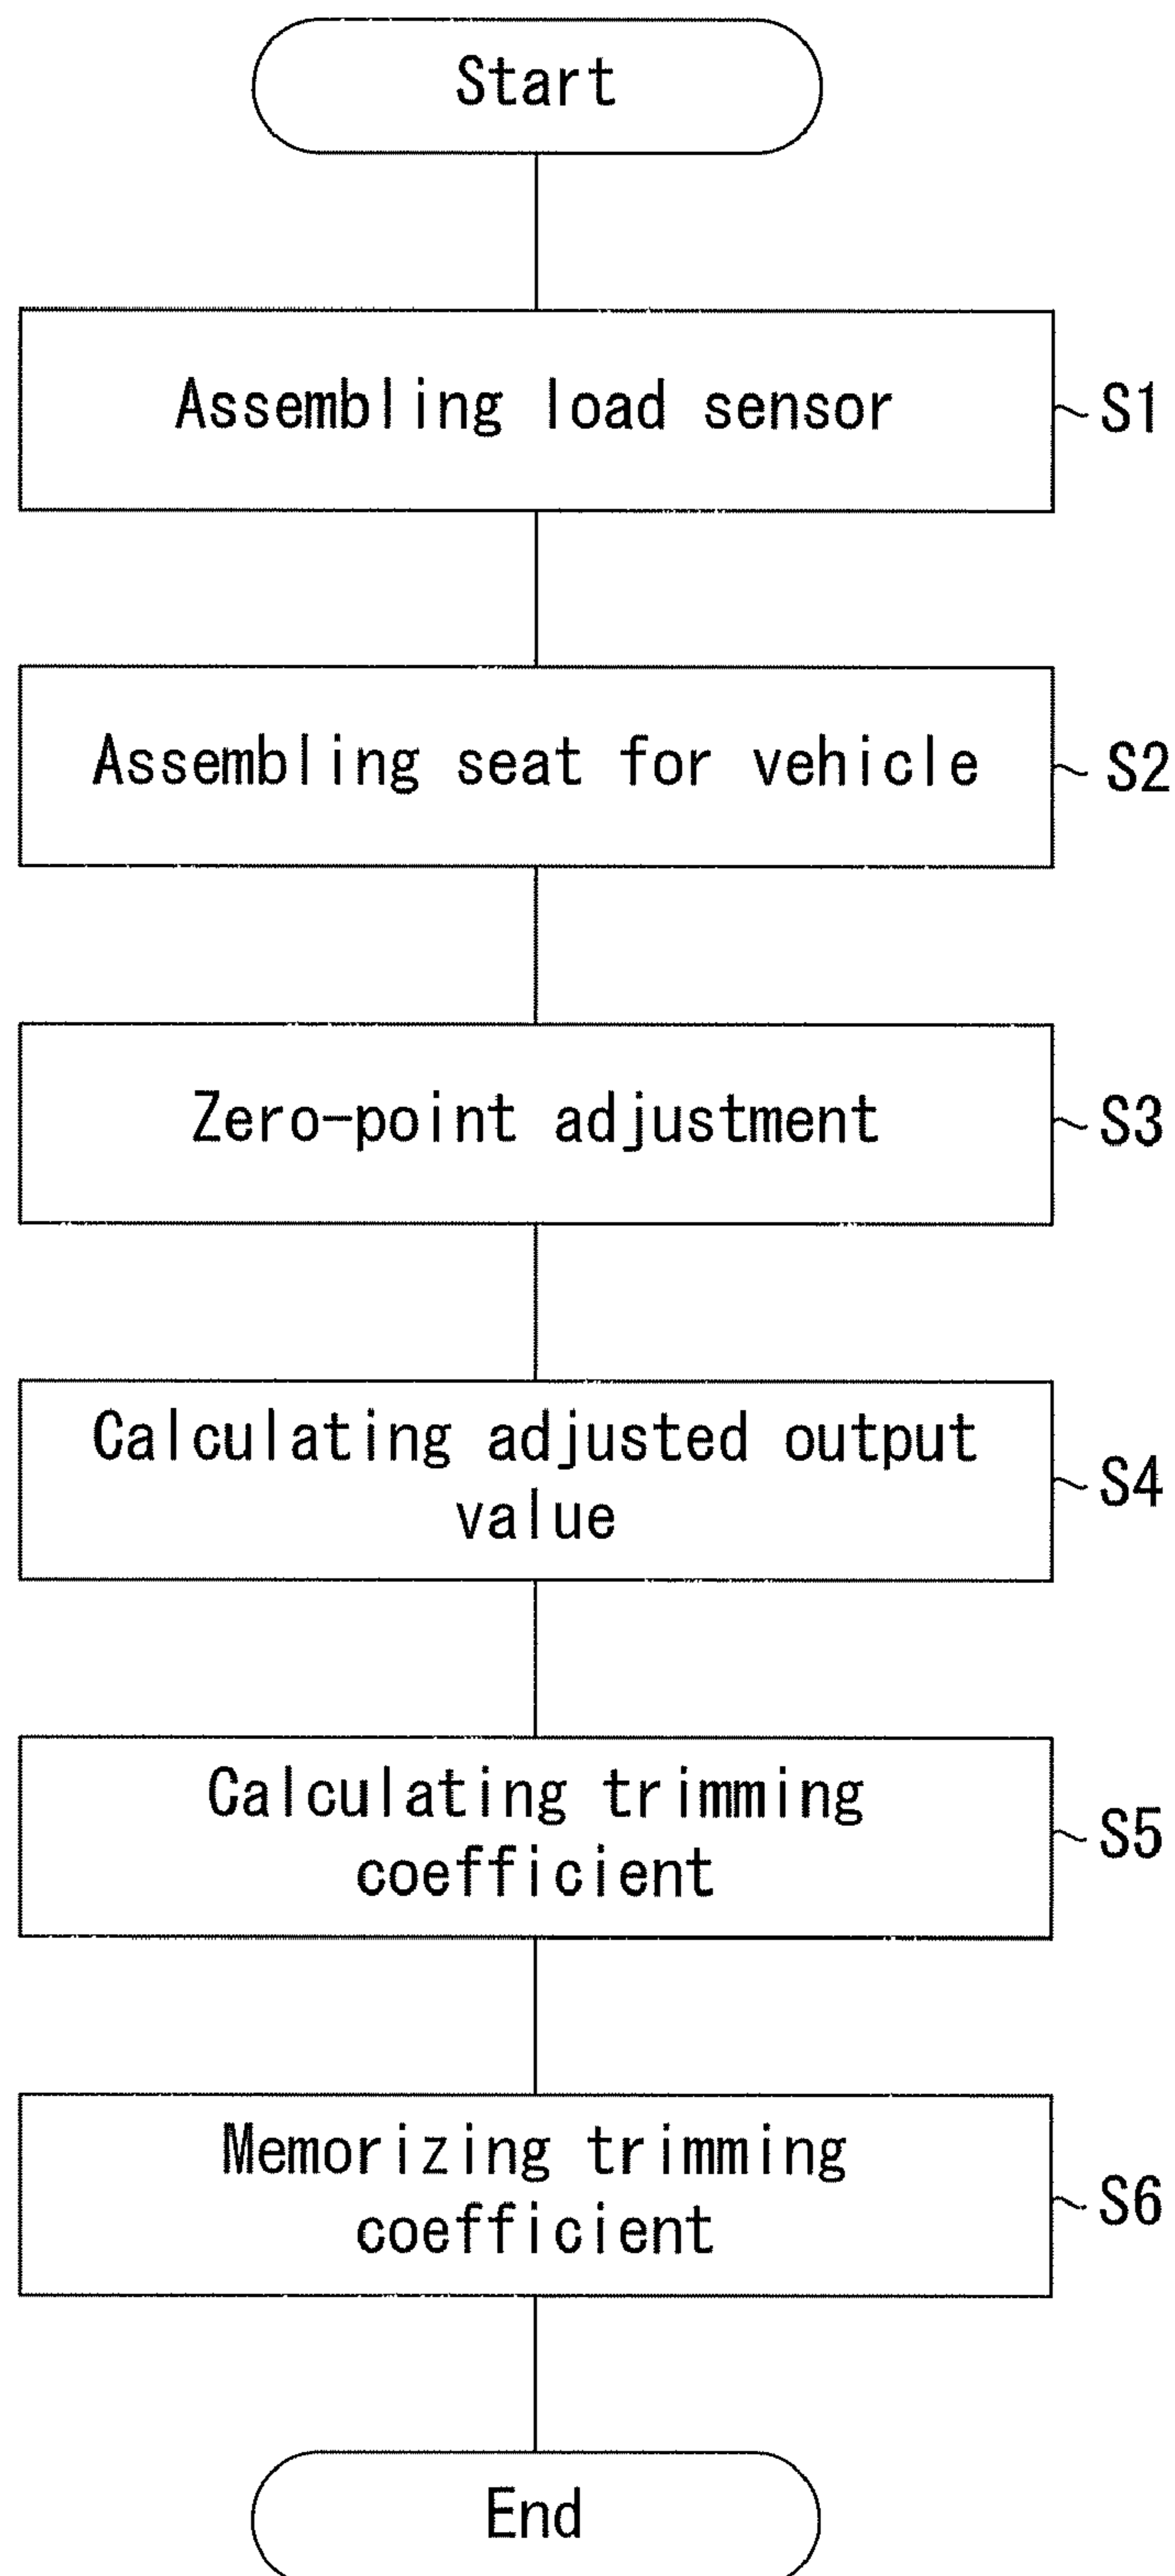 Start
Assembling load sensor
S1
Assembling seat for vehicle
S2
Zero-point adjustment
S3
Calculating adjusted output
value
S4
Calculating trimming
coefficient
S5
Memorizing trimming
coefficient
S6
End